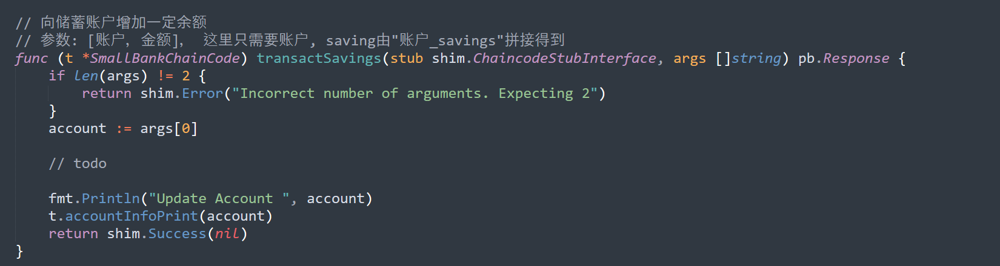 // 向储蓄账户增加一定余额
// 参数: [账户, 金额], 这里只需要账户, saving由"账户_savings"拼接得到
func (t *SmallBankChainCode) transactSavings(stub shim.ChaincodeStubInterface, args []string) pb.Response {
if len(args) != 2 {
return shim.Error("Incorrect number of arguments. Expecting 2")
}
account := args[0]
// todo
fmt.Println("Update Account ", account)
t.accountInfoPrint(account)
return shim.Success(nil)
}